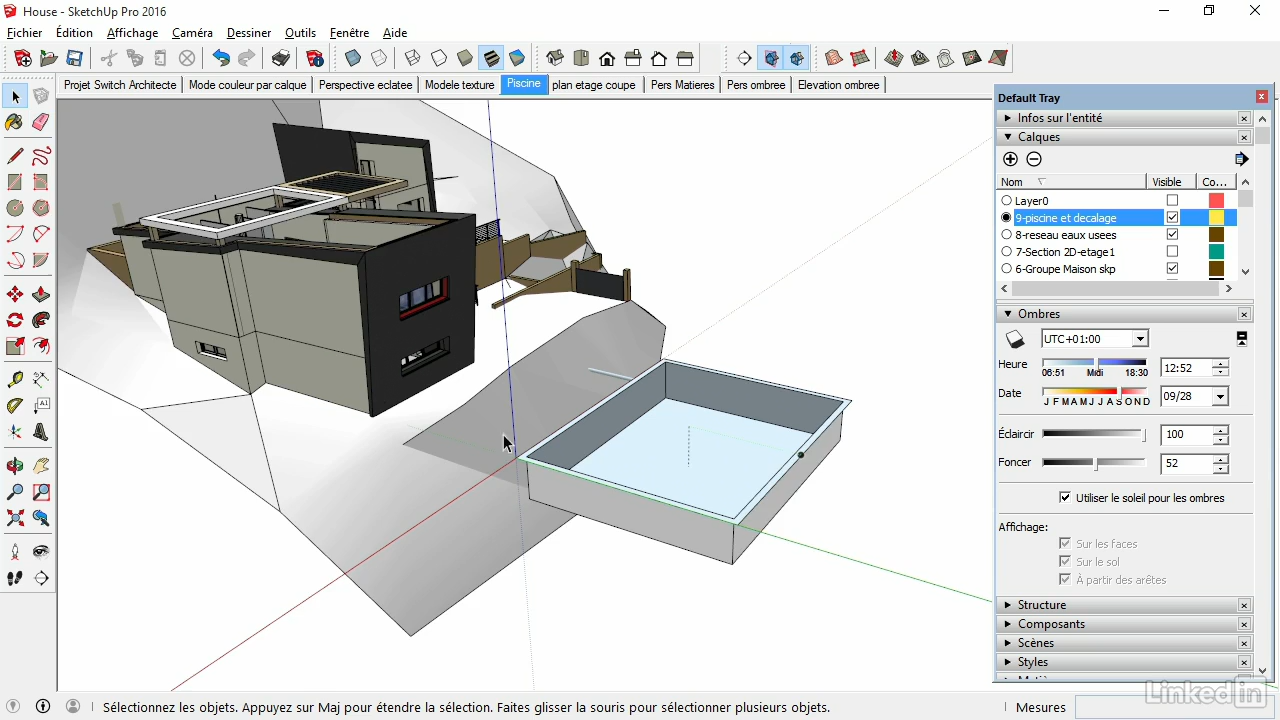 House - SketchUp Pro 2016
Fichier Édition Affichage Caméra Dessiner Outils Fenêtre Aide
Projet Switch Architecte Mode couleur par calque Perspective eclatee Modele texture Piscine plan etage coupe Pers Matieres Pers ombree Elevation ombree
Default Tray
Infos sur l'entité
Calques
Nom Visible Co...
Layer0
9-piscine et decalage
8-reseau eaux usees
7-Section 2D-etage1
6-Groupe Maison skp
Ombres
UTC+01:00
Heure 06:51 Midi 18:30 12:52
Date J F M A M J J A S O N D 09/28
Éclaircir 100
Foncer 52
Utiliser le soleil pour les ombres
Affichage:
Sur les faces
Sur le sol
À partir des arêtes
Structure
Composants
Scènes
Styles
Linked in
Sélectionnez les objets. Appuyez sur Maj pour étendre la sélection. Faites glisser la souris pour sélectionner plusieurs objets. Mesures